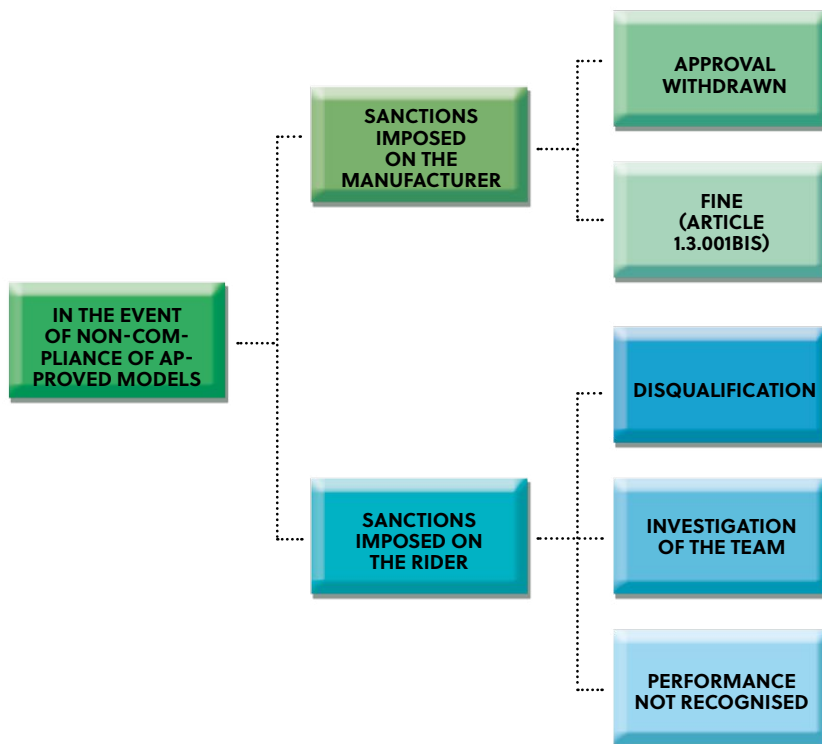 IN THE EVENT
OF NON-COM-
PLIANCE OF AP-
PROVED MODELS
SANCTIONS
IMPOSED
ON THE
MANUFACTURER
APPROVAL
WITHDRAWN
FINE
(ARTICLE
1.3.001BIS)
SANCTIONS
IMPOSED ON
THE RIDER
DISQUALIFICATION
INVESTIGATION
OF THE TEAM
PERFORMANCE
NOT RECOGNISED